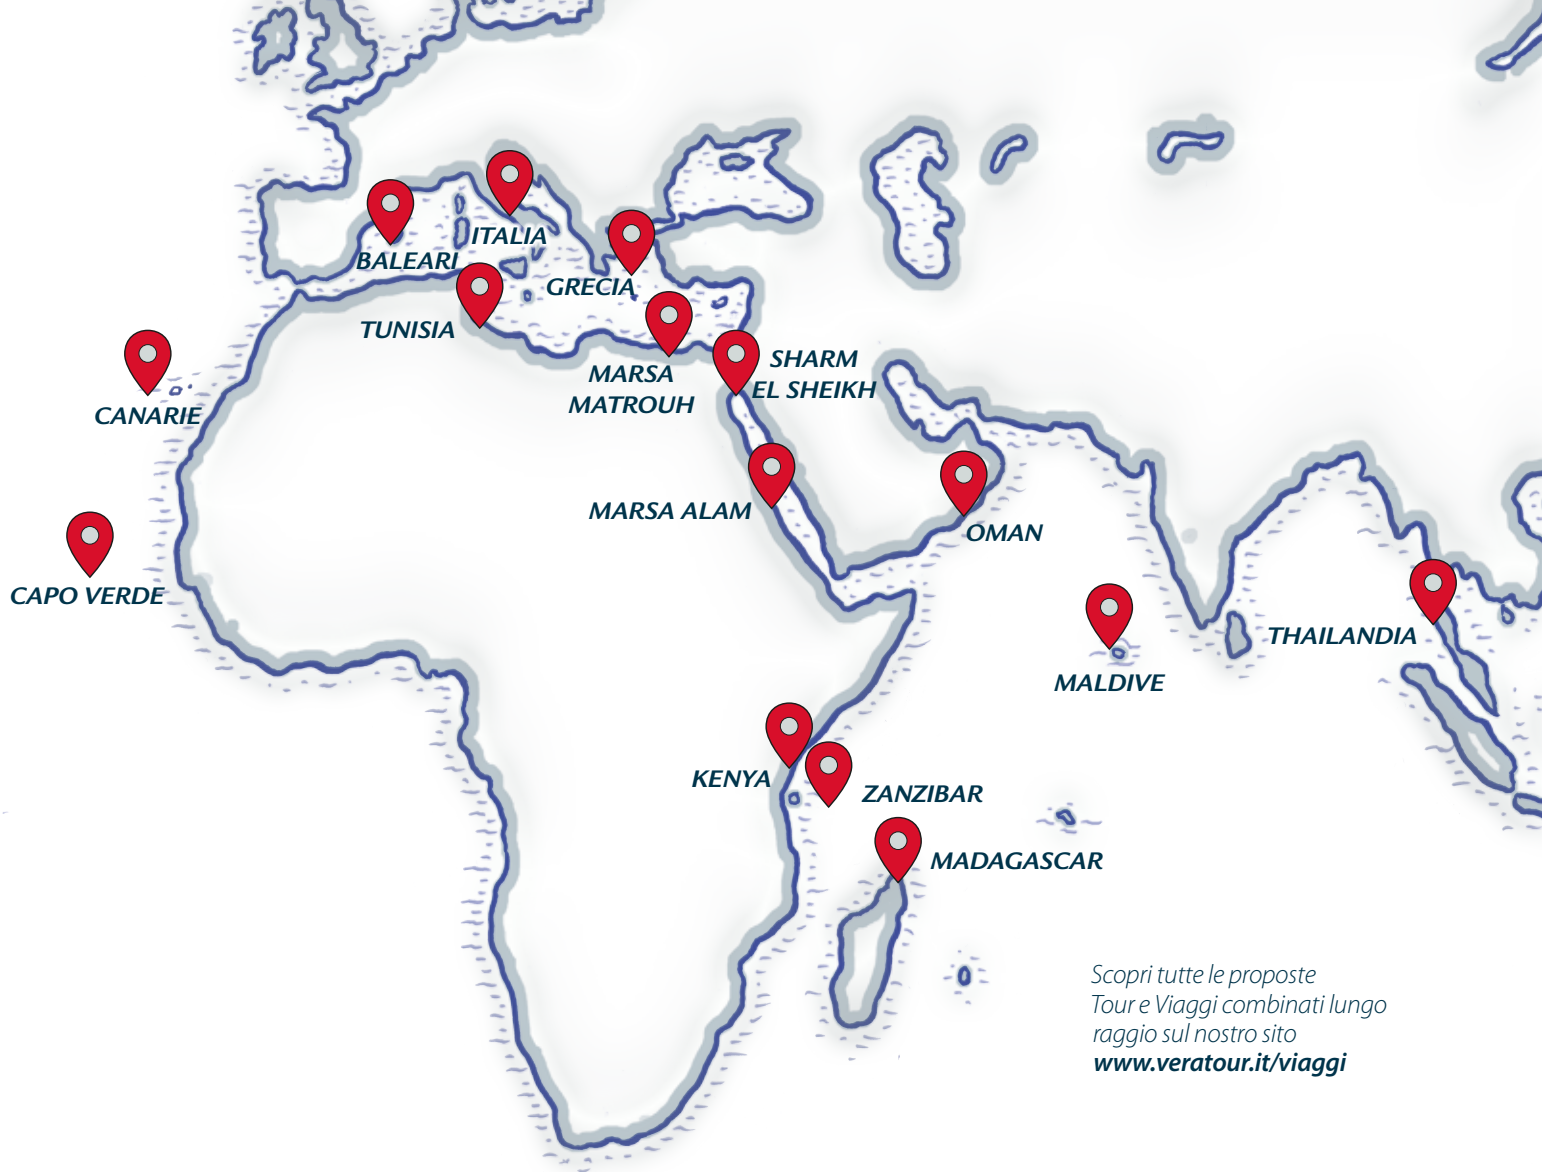 ITALIA
BALEARI
GRECIA
TUNISIA
SHARM
EL SHEIKH
MARSA
MATROUH
CANARIE
MARSA ALAM
OMAN
CAPO VERDE
THAILANDIA
MALDIVE
KENYA
ZANZIBAR
MADAGASCAR
Scopri tutte le proposte
Tour e Viaggi combinati lungo
raggio sul nostro sito
www.veratour.it/viaggi